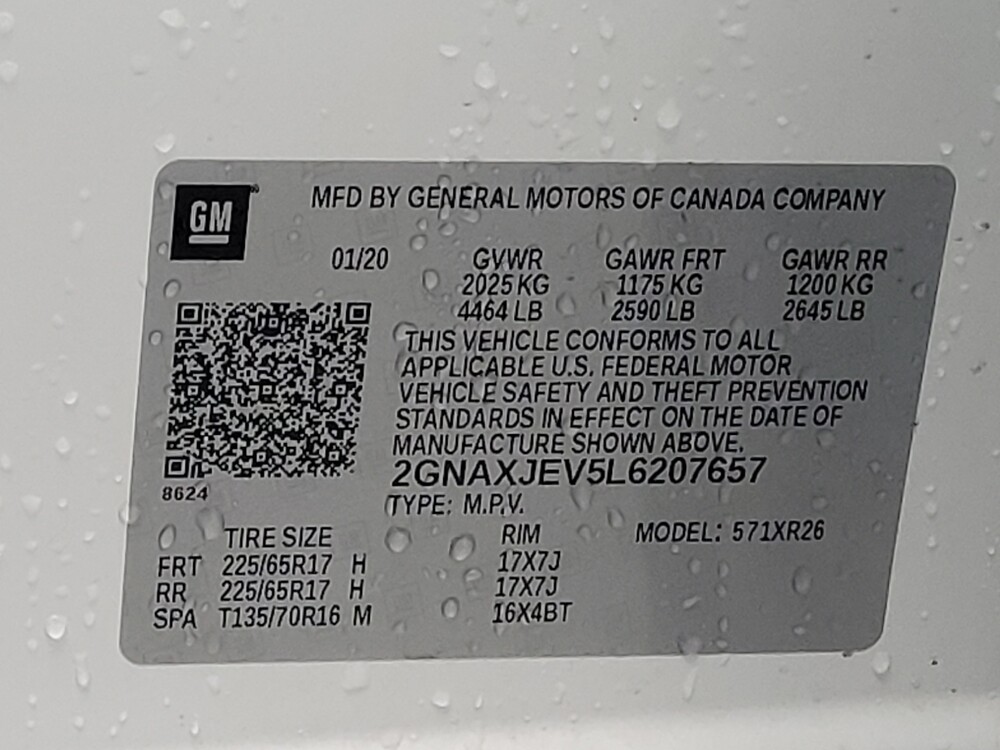 GM
MFD BY GENERAL MOTORS OF CANADA COMPANY
01/20 GVWR GAWR FRT GAWR RR
2025 KG 1175 KG 1200 KG
4464 LB 2590 LB 2645 LB
THIS VEHICLE CONFORMS TO ALL
APPLICABLE U.S. FEDERAL MOTOR
VEHICLE SAFETY AND THEFT PREVENTION
STANDARDS IN EFFECT ON THE DATE OF
MANUFACTURE SHOWN ABOVE.
2GNAXJEV5L6207657
8624
TYPE: M.P.V.
TIRE SIZE RIM MODEL: 571XR26
FRT 225/65R17 H 17X7J
RR 225/65R17 H 17X7J
SPA T135/70R16 M 16X4BT